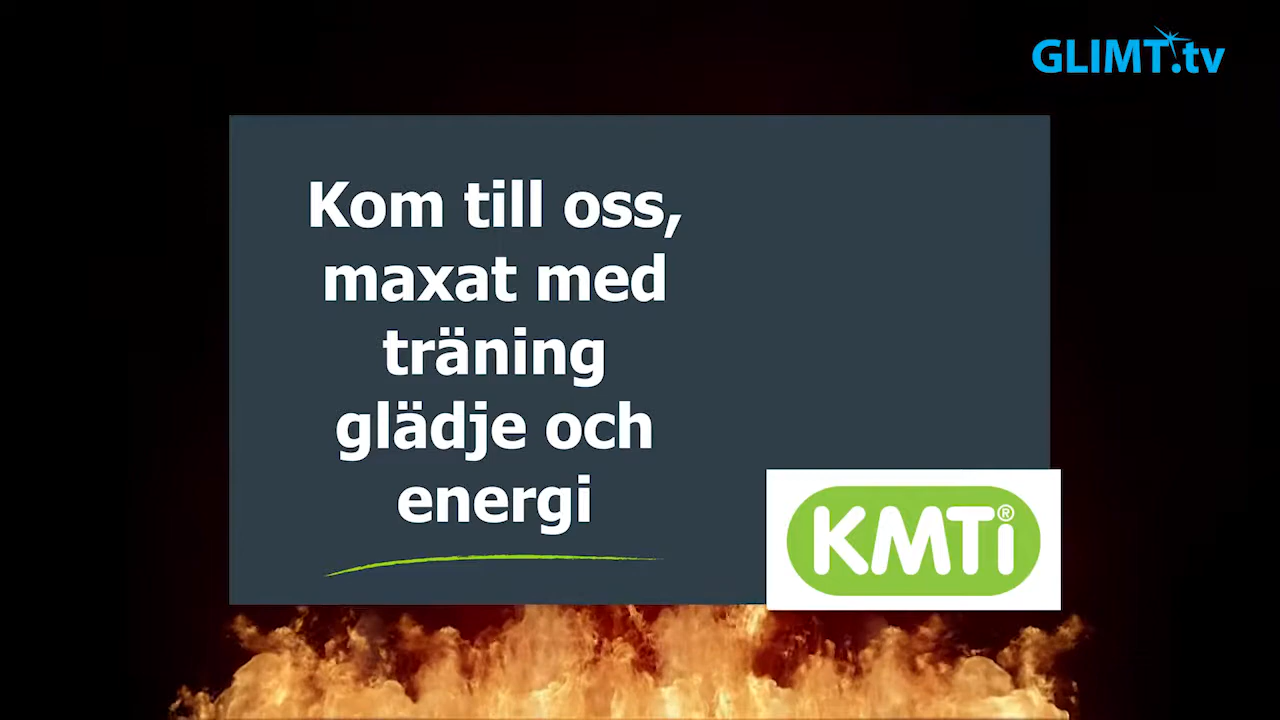 GLIMT.tv
Kom till oss,
maxat med
träning
glädje och
energi
KMTi®